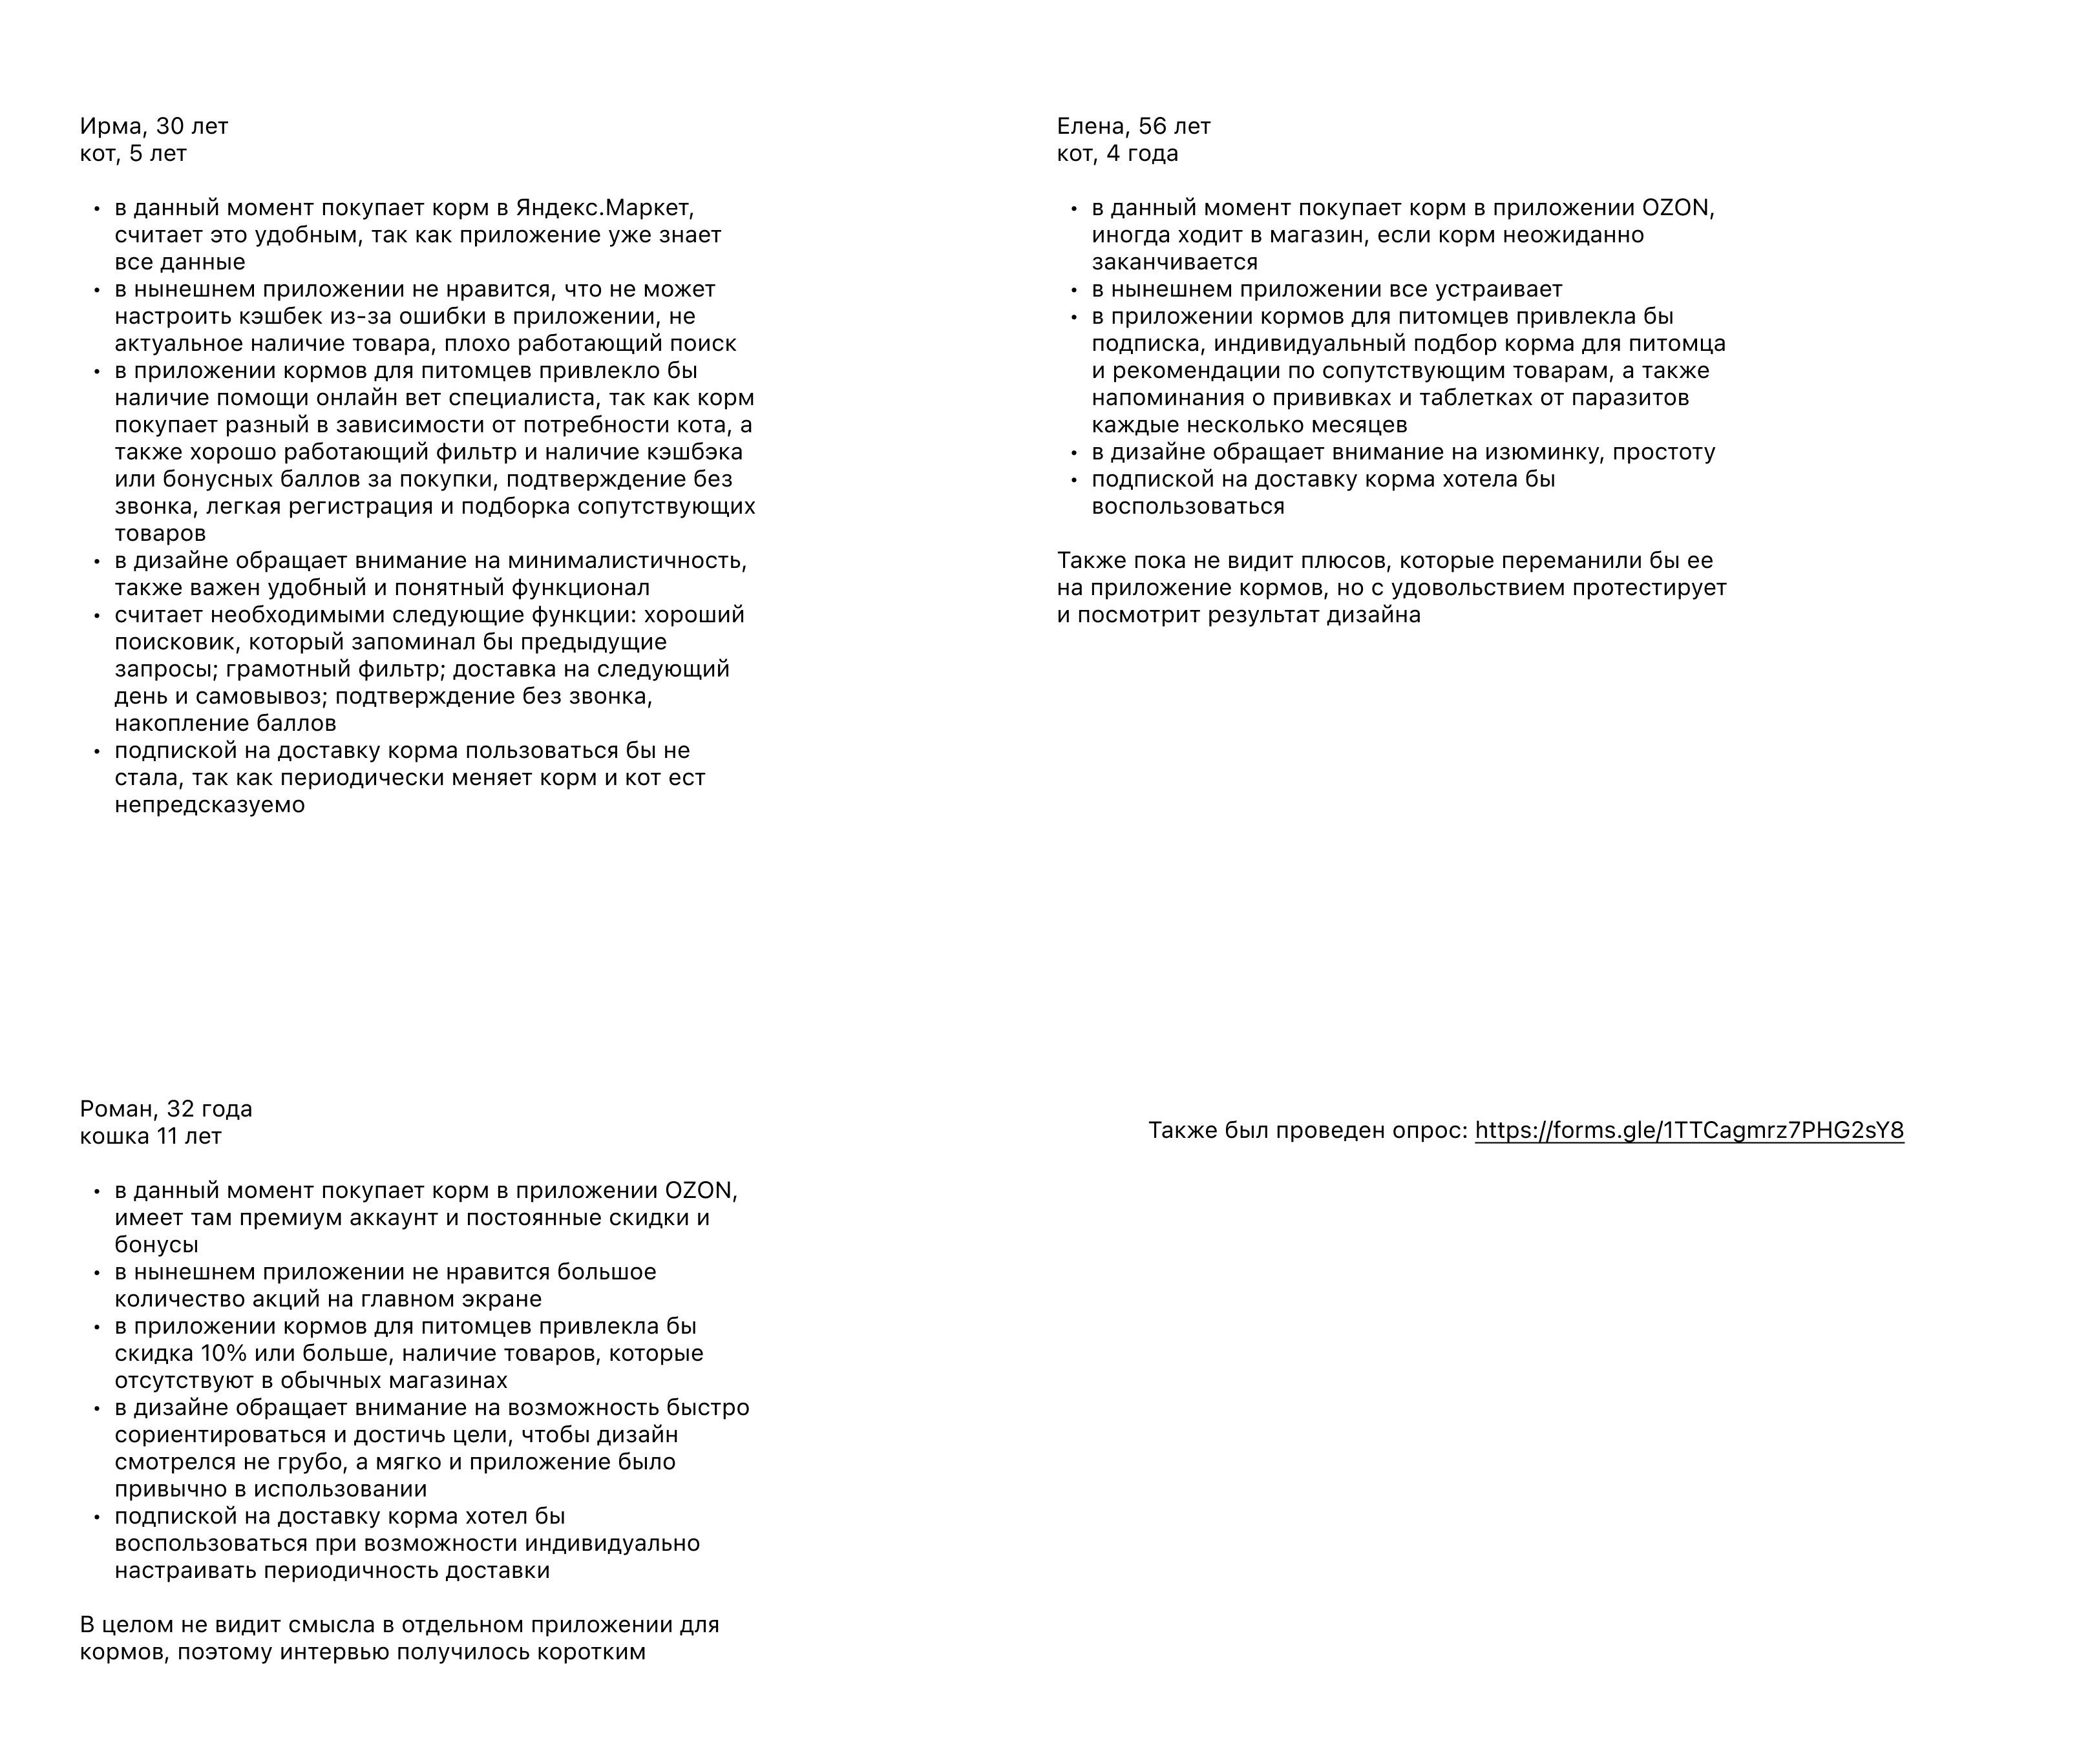 Ирма, 30 лет
кот, 5 лет
• в данный момент покупает корм в Яндекс.Маркет,
считает это удобным, так как приложение уже знает
все данные
• в нынешнем приложении не нравится, что не может
настроить кэшбек из-за ошибки в приложении, не
актуальное наличие товара, плохо работающий поиск
• в приложении кормов для питомцев привлекло бы
наличие помощи онлайн вет специалиста, так как корм
покупает разный в зависимости от потребности кота, а
также хорошо работающий фильтр и наличие кэшбэка
или бонусных баллов за покупки, подтверждение без
звонка, легкая регистрация и подборка сопутствующих
товаров
• в дизайне обращает внимание на минималистичность,
также важен удобный и понятный функционал
• считает необходимыми следующие функции: хороший
поисковик, который запоминал бы предыдущие
запросы; грамотный фильтр; доставка на следующий
день и самовывоз; подтверждение без звонка,
накопление баллов
• подпиской на доставку корма пользоваться бы не
стала, так как периодически меняет корм и кот ест
непредсказуемо
Елена, 56 лет
кот, 4 года
• в данный момент покупает корм в приложении OZON,
иногда ходит в магазин, если корм неожиданно
заканчивается
• в нынешнем приложении все устраивает
• в приложении кормов для питомцев привлекла бы
подписка, индивидуальный подбор корма для питомца
и рекомендации по сопутствующим товарам, а также
напоминания о прививках и таблетках от паразитов
каждые несколько месяцев
• в дизайне обращает внимание на изюминку, простоту
• подпиской на доставку корма хотела бы
воспользоваться
Также пока не видит плюсов, которые переманили бы ее
на приложение кормов, но с удовольствием протестирует
и посмотрит результат дизайна
Роман, 32 года
кошка 11 лет
• в данный момент покупает корм в приложении OZON,
имеет там премиум аккаунт и постоянные скидки и
бонусы
• в нынешнем приложении не нравится большое
количество акций на главном экране
• в приложении кормов для питомцев привлекла бы
скидка 10% или больше, наличие товаров, которые
отсутствуют в обычных магазинах
• в дизайне обращает внимание на возможность быстро
сориентироваться и достичь цели, чтобы дизайн
смотрелся не грубо, а мягко и приложение было
привычно в использовании
• подпиской на доставку корма хотел бы
воспользоваться при возможности индивидуально
настраивать периодичность доставки
В целом не видит смысла в отдельном приложении для
кормов, поэтому интервью получилось коротким
Также был проведен опрос: https://forms.gle/1TTCagmrz7PHG2sY8